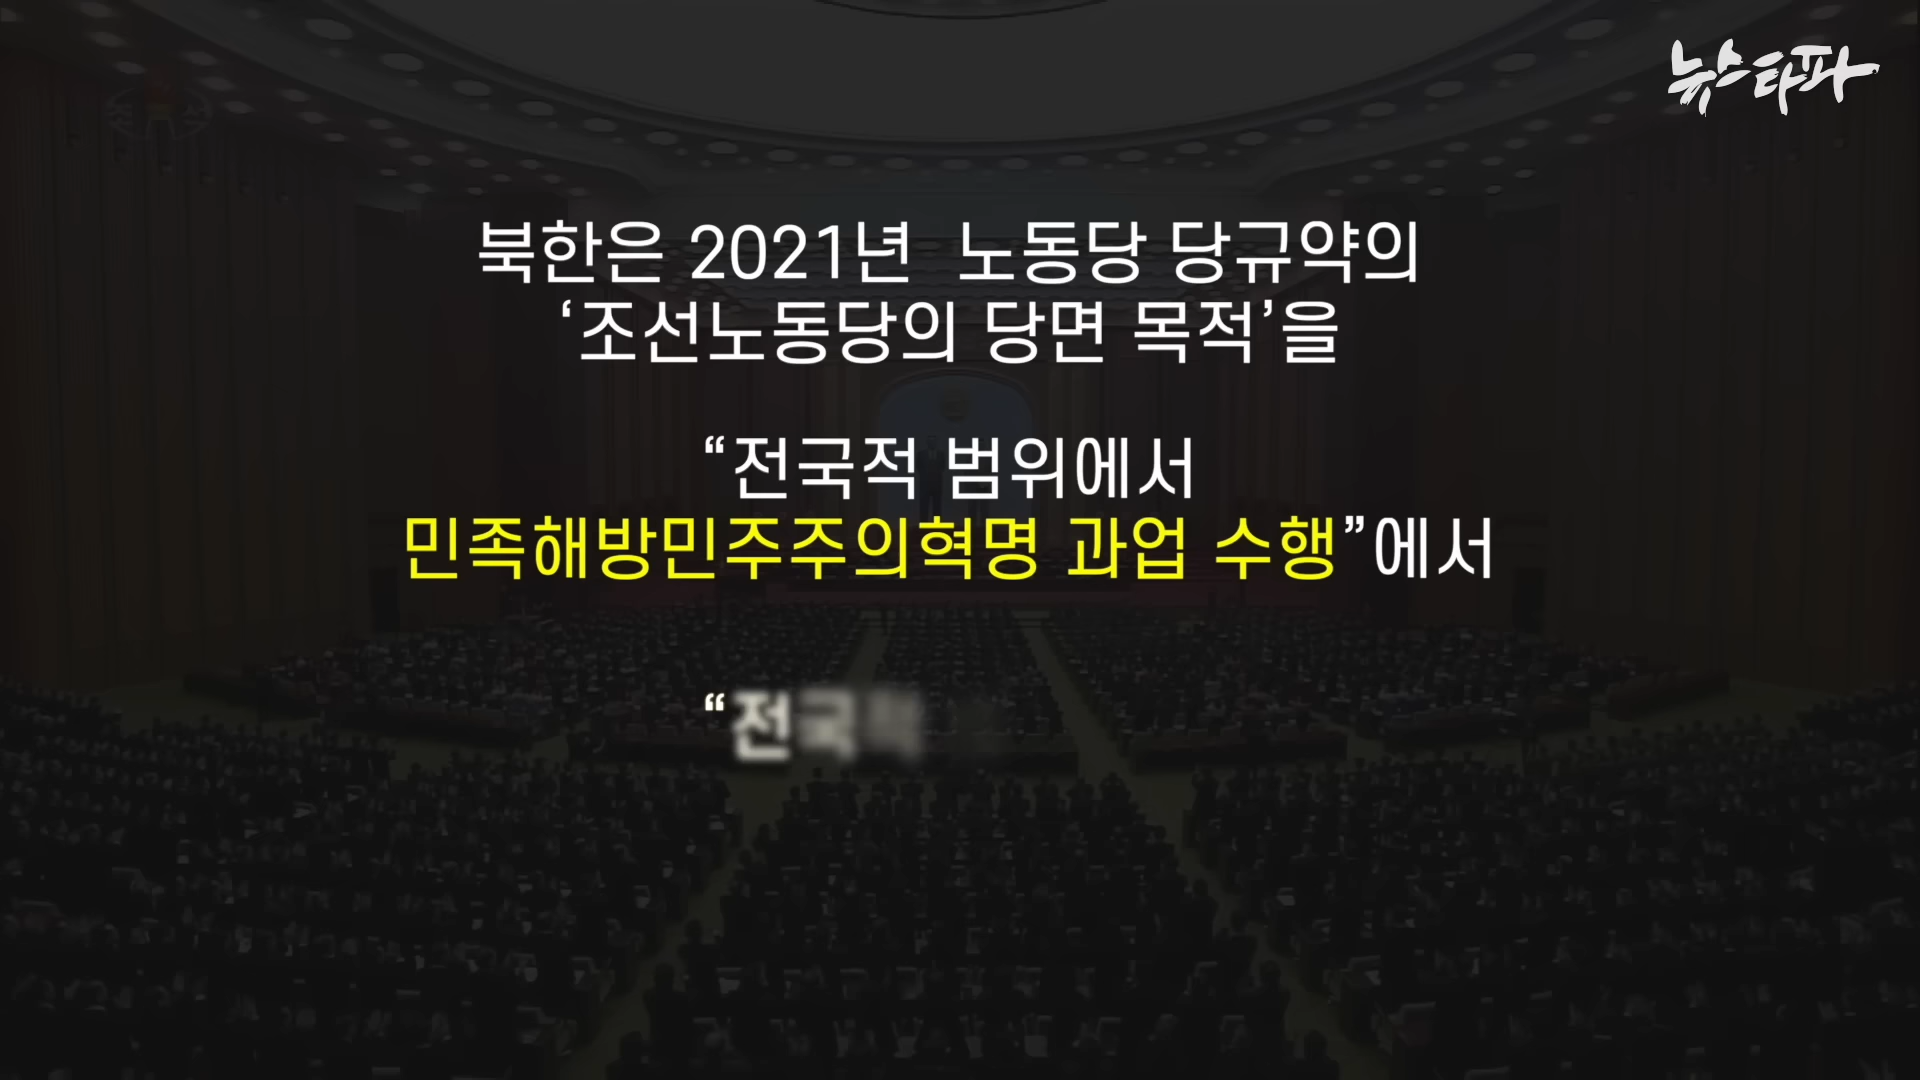 뉴스타파
북한은 2021년 노동당 당규약의
‘조선노동당의 당면 목적’을
“전국적 범위에서
민족해방민주주의혁명 과업 수행”에서
“전국적